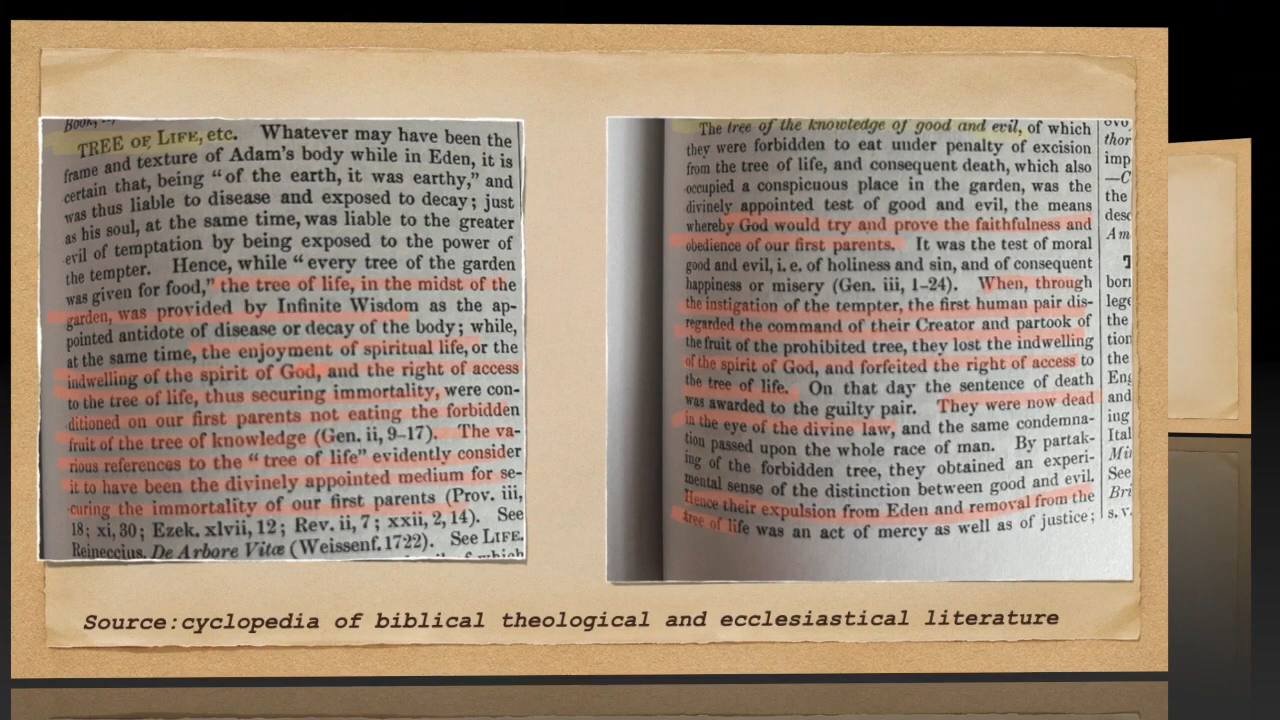 Book,
TREE OF LIFE, etc. Whatever may have been the
frame and texture of Adam's body while in Eden, it is
certain that, being “of the earth, it was earthy,” and
was thus liable to disease and exposed to decay; just
as his soul, at the same time, was liable to the greater
evil of temptation by being exposed to the power of
the tempter. Hence, while “every tree of the garden
was given for food,” the tree of life, in the midst of the
garden, was provided by Infinite Wisdom as the ap-
pointed antidote of disease or decay of the body; while,
at the same time, the enjoyment of spiritual life, or the
indwelling of the spirit of God, and the right of access
to the tree of life, thus securing immortality, were con-
ditioned on our first parents not eating the forbidden
fruit of the tree of knowledge (Gen. ii, 9-17). The va-
rious references to the “tree of life” evidently consider
it to have been the divinely appointed medium for se-
curing the immortality of our first parents (Prov. iii,
18; xi, 30; Ezek. xlvii, 12; Rev. ii, 7; xxii, 2, 14). See
Reineccius, De Arbore Vitæ (Weissenf. 1722). See LIFE.
of which
The tree of the knowledge of good and evil, of which
they were forbidden to eat under penalty of excision
from the tree of life, and consequent death, which also
occupied a conspicuous place in the garden, was the
divinely appointed test of good and evil, the means
whereby God would try and prove the faithfulness and
obedience of our first parents. It was the test of moral
good and evil, i. e. of holiness and sin, and of consequent
happiness or misery (Gen. iii, 1-24). When, through
the instigation of the tempter, the first human pair dis-
regarded the command of their Creator and partook of
the fruit of the prohibited tree, they lost the indwelling
of the spirit of God, and forfeited the right of access to
the tree of life. On that day the sentence of death
was awarded to the guilty pair. They were now dead
in the eye of the divine law, and the same condemna-
tion passed upon the whole race of man. By partak-
ing of the forbidden tree, they obtained an experi-
mental sense of the distinction between good and evil.
Hence their expulsion from Eden and removal from the
tree of life was an act of mercy as well as of justice;
thor
imp
—C
the
desc
Am
T
born
lege
the
tion
the
Eng
and
ing
Ital
Mi
See
Bri
s. v.
Source:cyclopedia of biblical theological and ecclesiastical literature